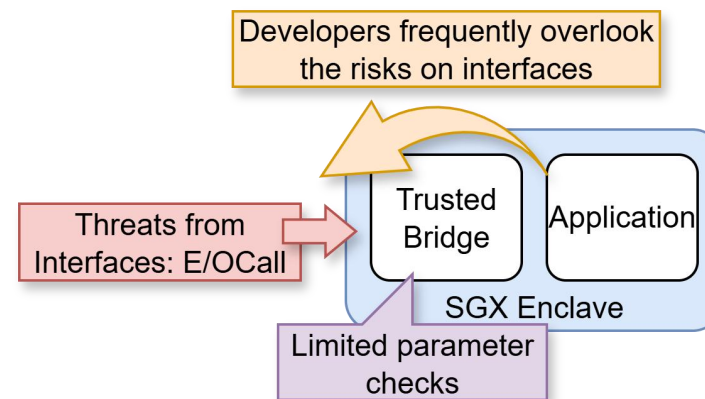 Developers frequently overlook
the risks on interfaces
Threats from
Interfaces: E/OCall
Trusted
Bridge
Application
SGX Enclave
Limited parameter
checks